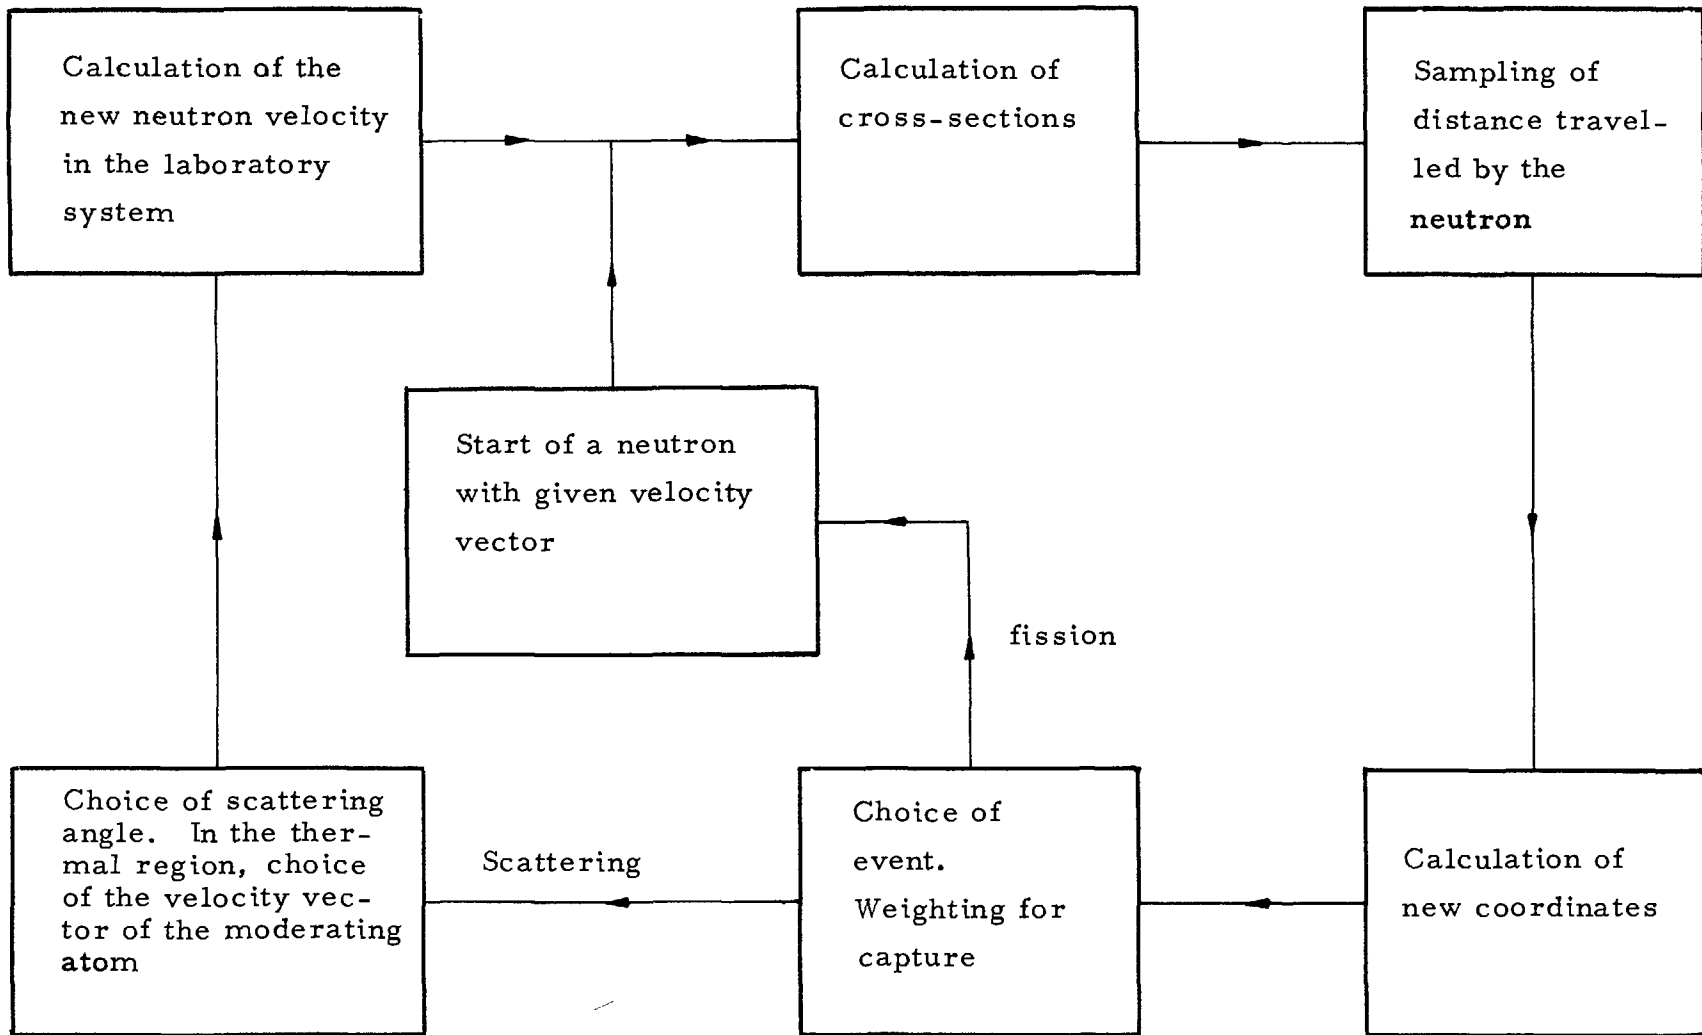 Calculation of the
new neutron velocity
in the laboratory
system
Calculation of
cross-sections
Sampling of
distance travel-
led by the
neutron
Start of a neutron
with given velocity
vector
fission
Choice of scattering
angle. In the ther-
mal region, choice
of the velocity vec-
tor of the moderating
atom
Scattering
Choice of
event.
Weighting for
capture
Calculation of
new coordinates